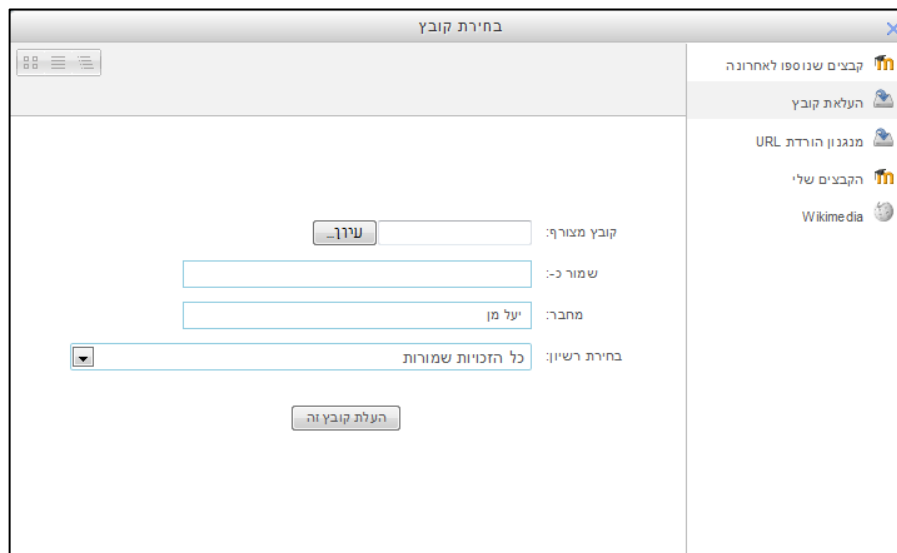 בחירת קובץ
קבצים שנוספו לאחרונה
העלאת קובץ
מנגנון הורדת URL
הקבצים שלי
Wikimedia
קובץ מצורף:
עיון...
שמור כ-:
מחבר:
יעל מן
בחירת רשיון:
כל הזכויות שמורות
העלת קובץ זה